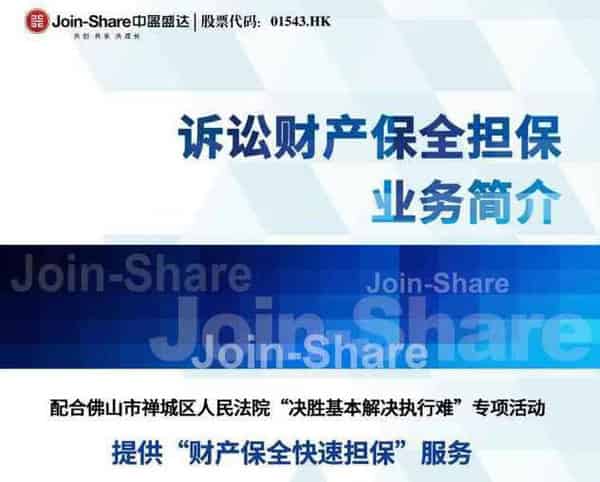 Join-Share中盈盛达 | 股票代码：01543.HK
共创 共享 共成长
诉讼财产保全担保
业务简介
Join-Share
Join-Share
Join-Share
Join-Share
配合佛山市禅城区人民法院“决胜基本解决执行难”专项活动
提供“财产保全快速担保”服务